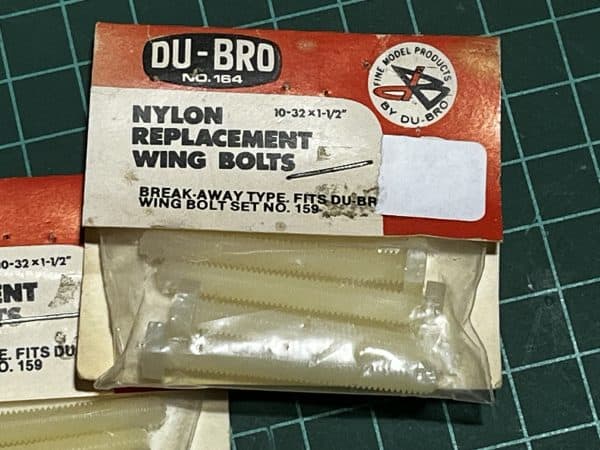 DU-BRO
NO. 164
FINE MODEL PRODUCTS
BY DU-BRO
NYLON
REPLACEMENT
WING BOLTS
10-32 x 1-1/2"
BREAK-AWAY TYPE. FITS DU-BR
WING BOLT SET NO. 159
10-32 x 1-1/2"
ENT
TS
E. FITS DU
O. 159